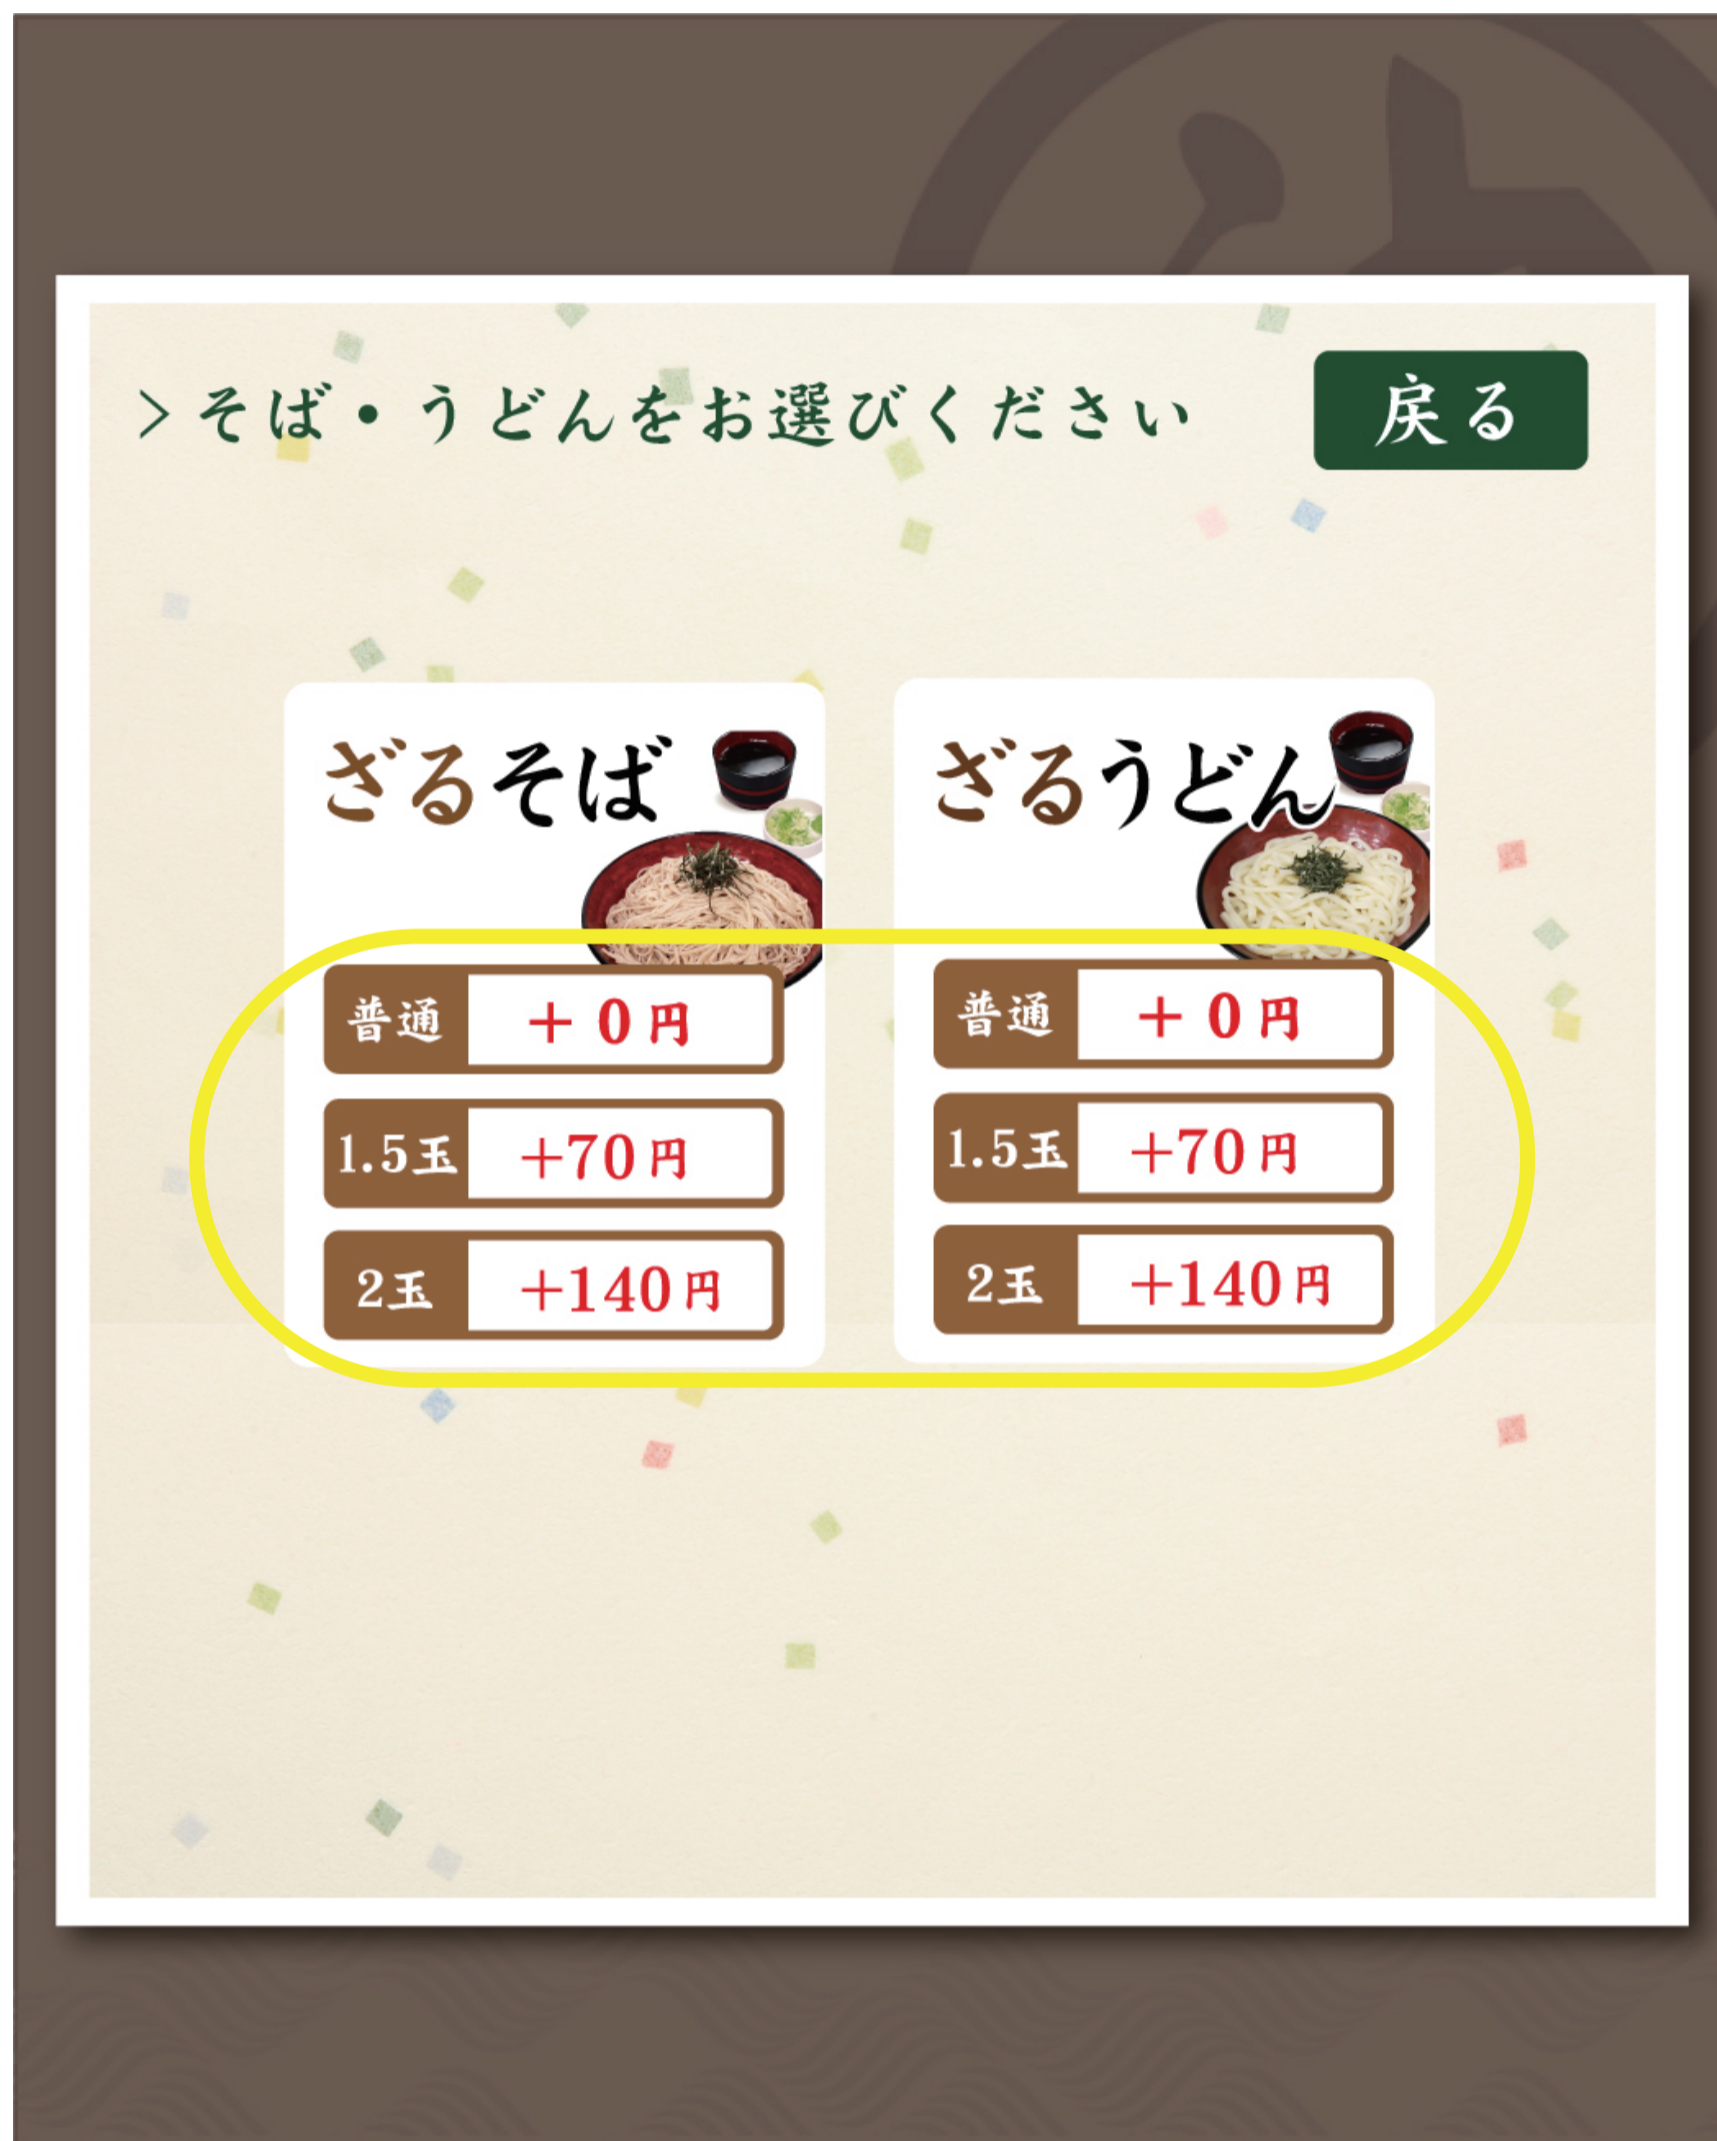 ＞そば・うどんをお選びください
戻る
ざるそば
普通 ＋0円
1.5玉 ＋70円
2玉 ＋140円
ざるうどん
普通 ＋0円
1.5玉 ＋70円
2玉 ＋140円